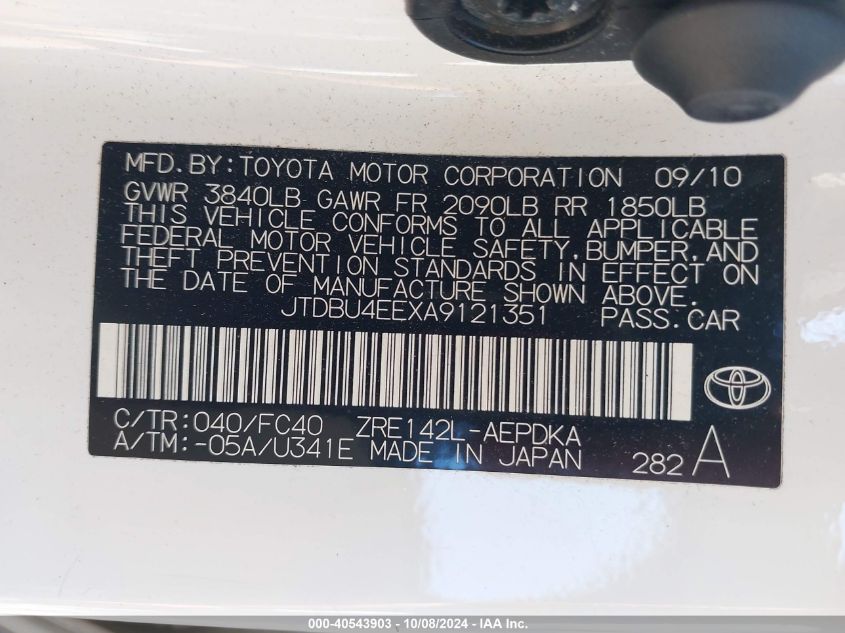 MFD.BY:TOYOTA MOTOR CORPORATION 09/10
GVWR 3840LB GAWR FR 2090LB RR 1850LB
THIS VEHICLE CONFORMS TO ALL APPLICABLE
FEDERAL MOTOR VEHICLE SAFETY,BUMPER,AND
THEFT PREVENTION STANDARDS IN EFFECT ON
THE DATE OF MANUFACTURE SHOWN ABOVE.
JTDBU4EEXA9121351 PASS.CAR
C/TR:040/FC40 ZRE142L-AEPDKA
A/TM:-05A/U341E MADE IN JAPAN 282 A
000-40543903 - 10/08/2024 - IAA Inc.